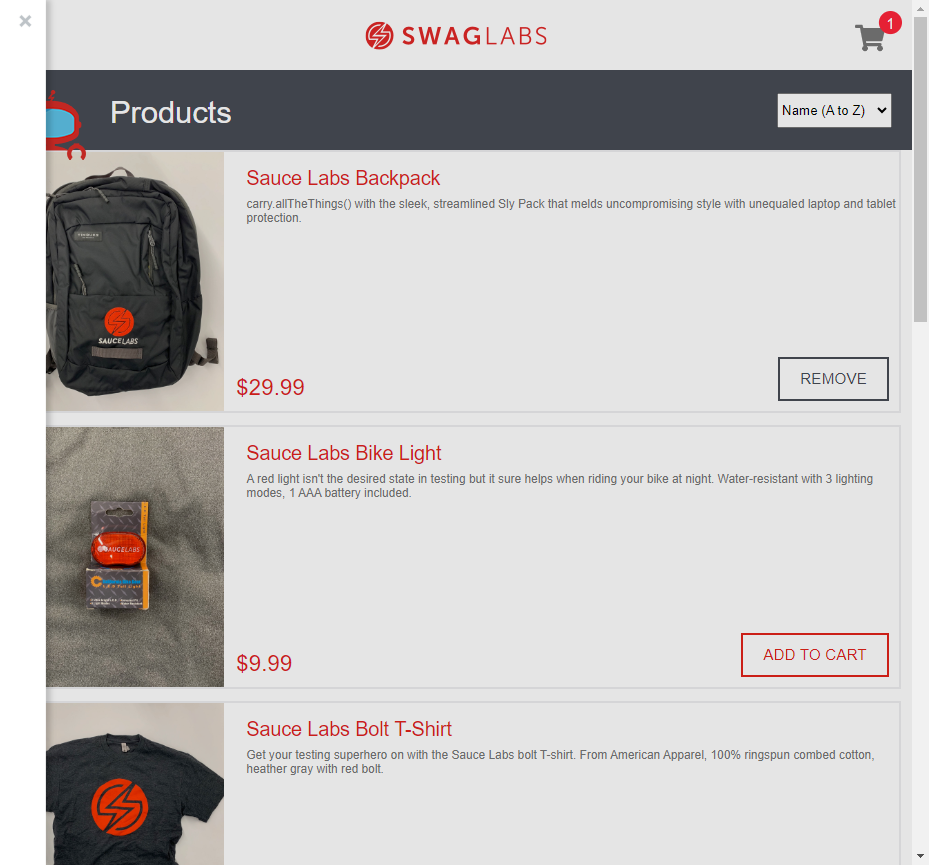 ×
SWAGLABS
1
Products
Name (A to Z)
Sauce Labs Backpack
carry.allTheThings() with the sleek, streamlined Sly Pack that melds uncompromising style with unequaled laptop and tablet
protection.
SAUCELABS
$29.99
REMOVE
Sauce Labs Bike Light
A red light isn't the desired state in testing but it sure helps when riding your bike at night. Water-resistant with 3 lighting
modes, 1 AAA battery included.
SAUCELABS
$9.99
ADD TO CART
Sauce Labs Bolt T-Shirt
Get your testing superhero on with the Sauce Labs bolt T-shirt. From American Apparel, 100% ringspun combed cotton,
heather gray with red bolt.